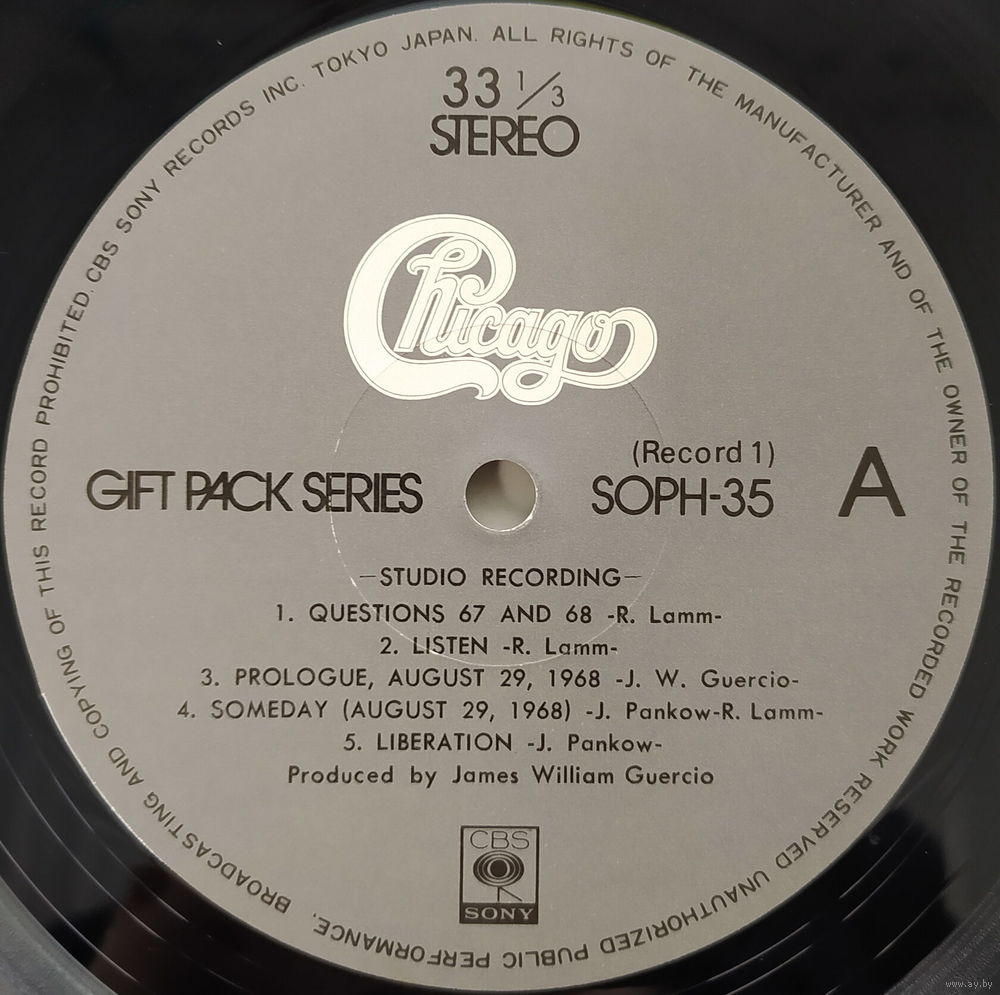 CBS SONY RECORDS INC. TOKYO JAPAN. ALL RIGHTS OF THE MANUFACTURER AND OF THE OWNER OF THE RECORDED WORK RESERVED UNAUTHORIZED PUBLIC PERFORMANCE, BROADCASTING AND COPYING OF THIS RECORD PROHIBITED.
33 1/3
STEREO
Chicago
GIFT PACK SERIES
(Record 1)
SOPH-35
A
—STUDIO RECORDING—
1. QUESTIONS 67 AND 68 -R. Lamm-
2. LISTEN -R. Lamm-
3. PROLOGUE, AUGUST 29, 1968 -J. W. Guercio-
4. SOMEDAY (AUGUST 29, 1968) -J. Pankow-R. Lamm-
5. LIBERATION -J. Pankow-
Produced by James William Guercio
CBS
SONY
www.ay.by